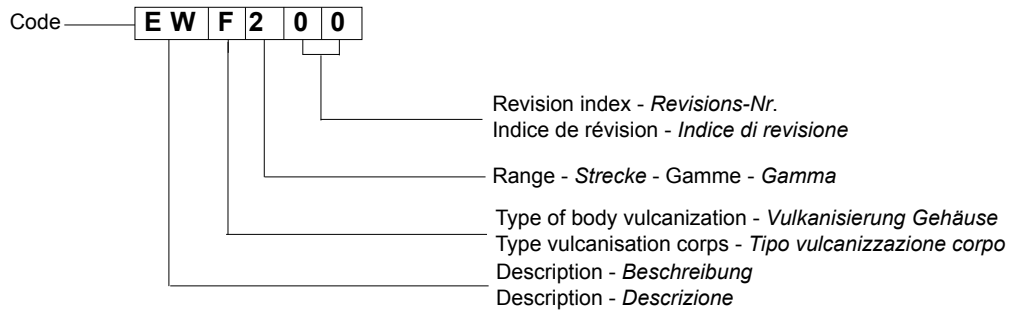 Code EW F 2 0 0
Revision index - Revisions-Nr.
Indice de révision - Indice di revisione
Range - Strecke - Gamme - Gamma
Type of body vulcanization - Vulkanisierung Gehäuse
Type vulcanisation corps - Tipo vulcanizzazione corpo
Description - Beschreibung
Description - Descrizione